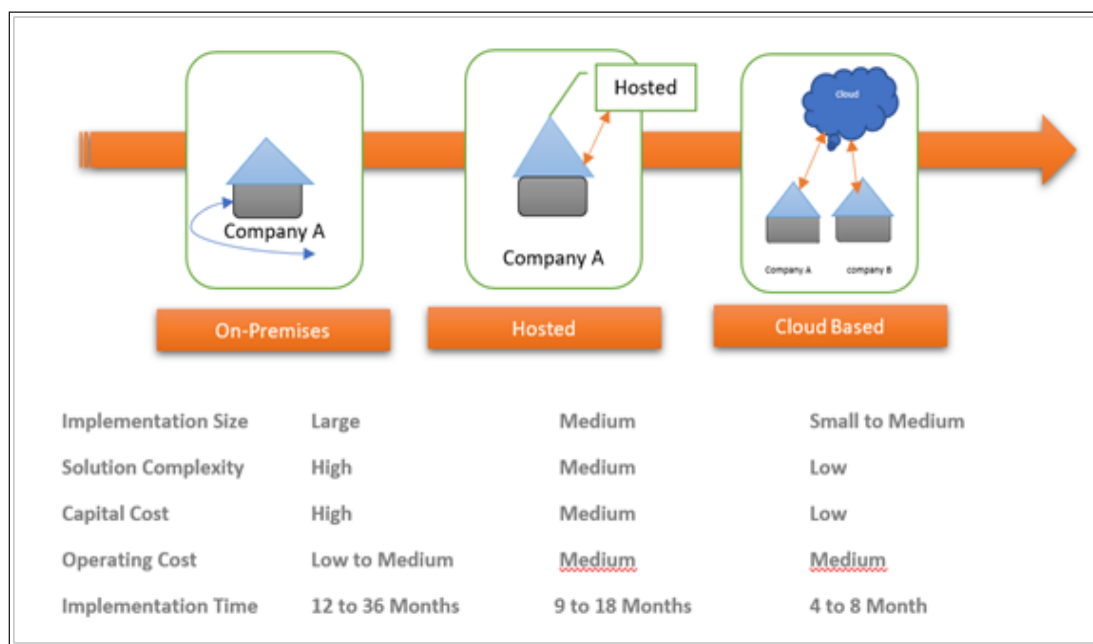 Hosted
Cloud
Company A
Company A
Company A
company B
On-Premises
Hosted
Cloud Based
Implementation Size Large Medium Small to Medium
Solution Complexity High Medium Low
Capital Cost High Medium Low
Operating Cost Low to Medium Medium Medium
Implementation Time 12 to 36 Months 9 to 18 Months 4 to 8 Month